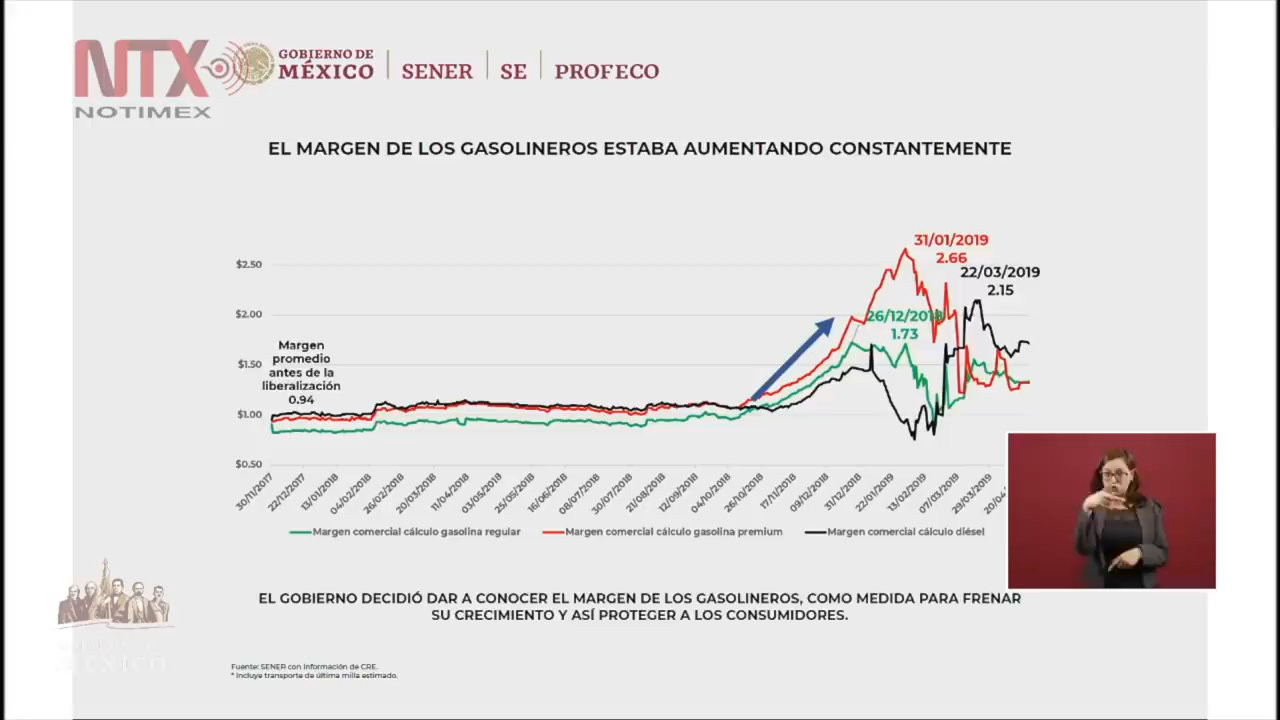 NTX
NOTIMEX
GOBIERNO DE
MÉXICO
SENER
SE
PROFECO
EL MARGEN DE LOS GASOLINEROS ESTABA AUMENTANDO CONSTANTEMENTE
31/01/2019
2.66
22/03/2019
2.15
26/12/2018
1.73
Margen
promedio
antes de la
liberalización
0.94
$2.50
$2.00
$1.50
$1.00
$0.50
30/11/2017
22/12/2017
13/01/2018
04/02/2018
26/02/2018
20/03/2018
11/04/2018
03/05/2018
25/05/2018
16/06/2018
08/07/2018
30/07/2018
21/08/2018
12/09/2018
04/10/2018
26/10/2018
17/11/2018
09/12/2018
31/12/2018
22/01/2019
13/02/2019
07/03/2019
29/03/2019
20/04
Margen comercial cálculo gasolina regular
Margen comercial cálculo gasolina premium
Margen comercial cálculo diésel
EL GOBIERNO DECIDIÓ DAR A CONOCER EL MARGEN DE LOS GASOLINEROS, COMO MEDIDA PARA FRENAR
SU CRECIMIENTO Y ASÍ PROTEGER A LOS CONSUMIDORES.
Fuente: SENER con información de CRE.
* Incluye transporte de última milla estimado.